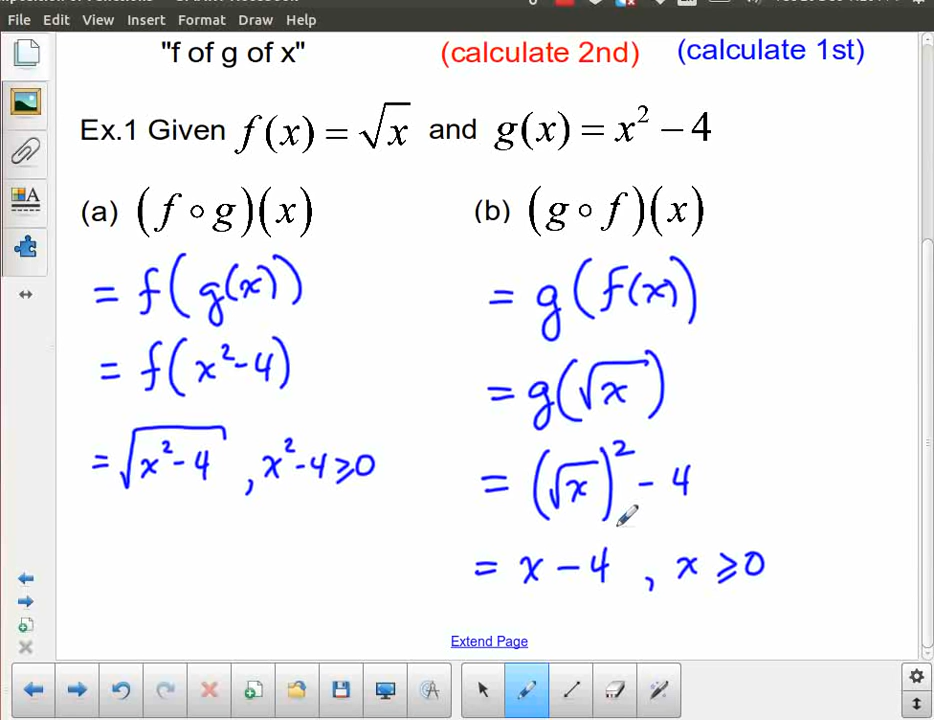 File Edit View Insert Format Draw Help
"f of g of x" (calculate 2nd) (calculate 1st)
Ex.1 Given f(x) = √x and g(x) = x² − 4
(a) (f ∘ g)(x)
= f(g(x))
= f(x²-4)
= √(x²-4) , x²-4 ≥ 0
(b) (g ∘ f)(x)
= g(f(x))
= g(√x)
= (√x)² - 4
= x - 4 , x ≥ 0
Extend Page